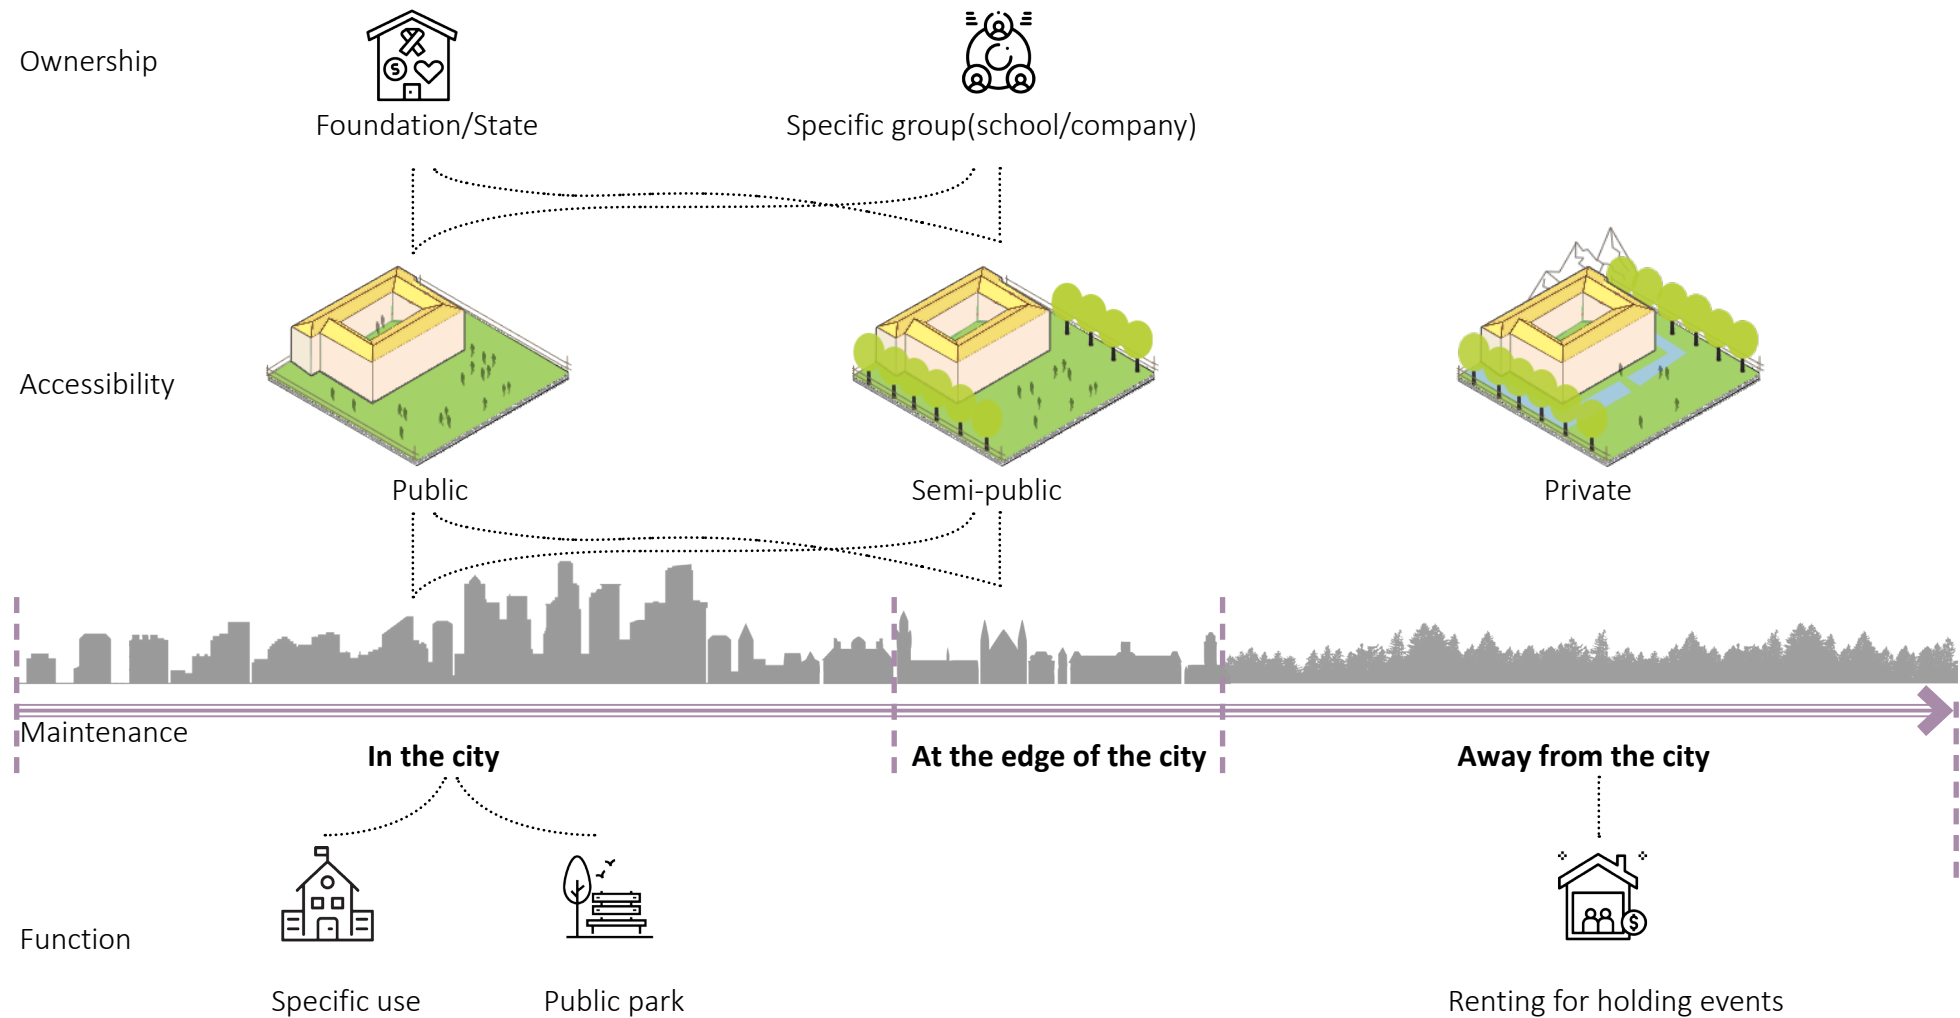 Ownership
Foundation/State
Specific group(school/company)
Accessibility
Public
Semi-public
Private
Maintenance
In the city
At the edge of the city
Away from the city
Function
Specific use
Public park
Renting for holding events